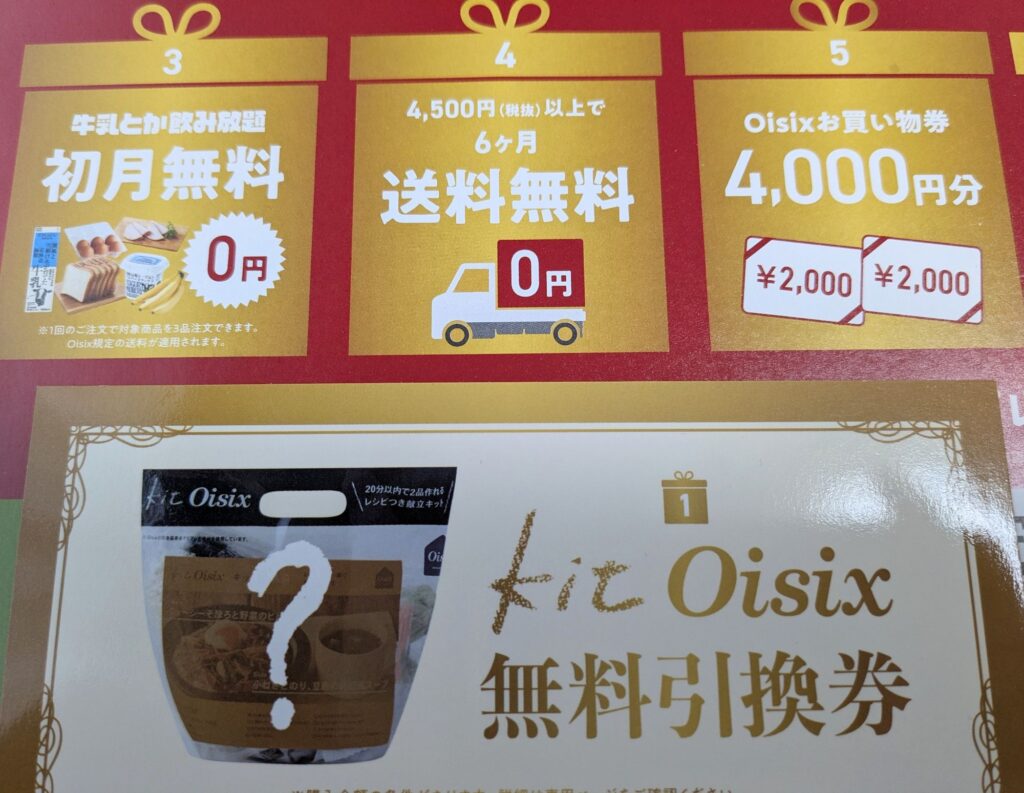 3
牛乳とか飲み放題
初月無料
0円
※1回のご注文で対象商品を3品注文できます。
Oisix規定の送料が適用されます。
4
4,500円(税抜)以上で
6ヶ月
送料無料
0円
5
Oisixお買い物券
4,000円分
¥2,000
¥2,000
kit Oisix
20分以内で2品作れる
レシピつき献立キット
1
kit Oisix
無料引換券